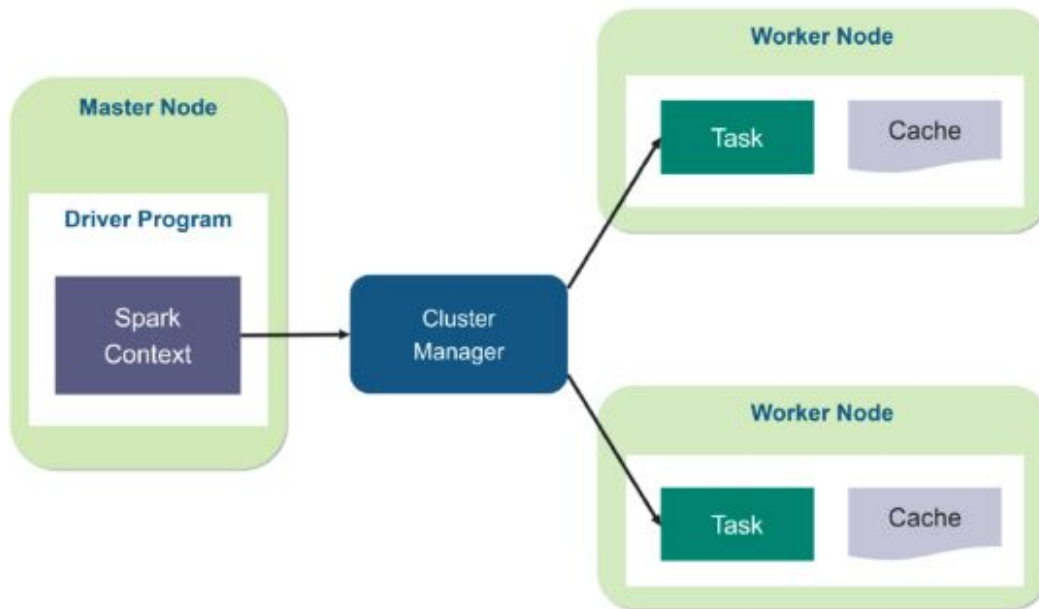 Master Node
Driver Program
Spark
Context
Cluster
Manager
Worker Node
Task
Cache
Worker Node
Task
Cache